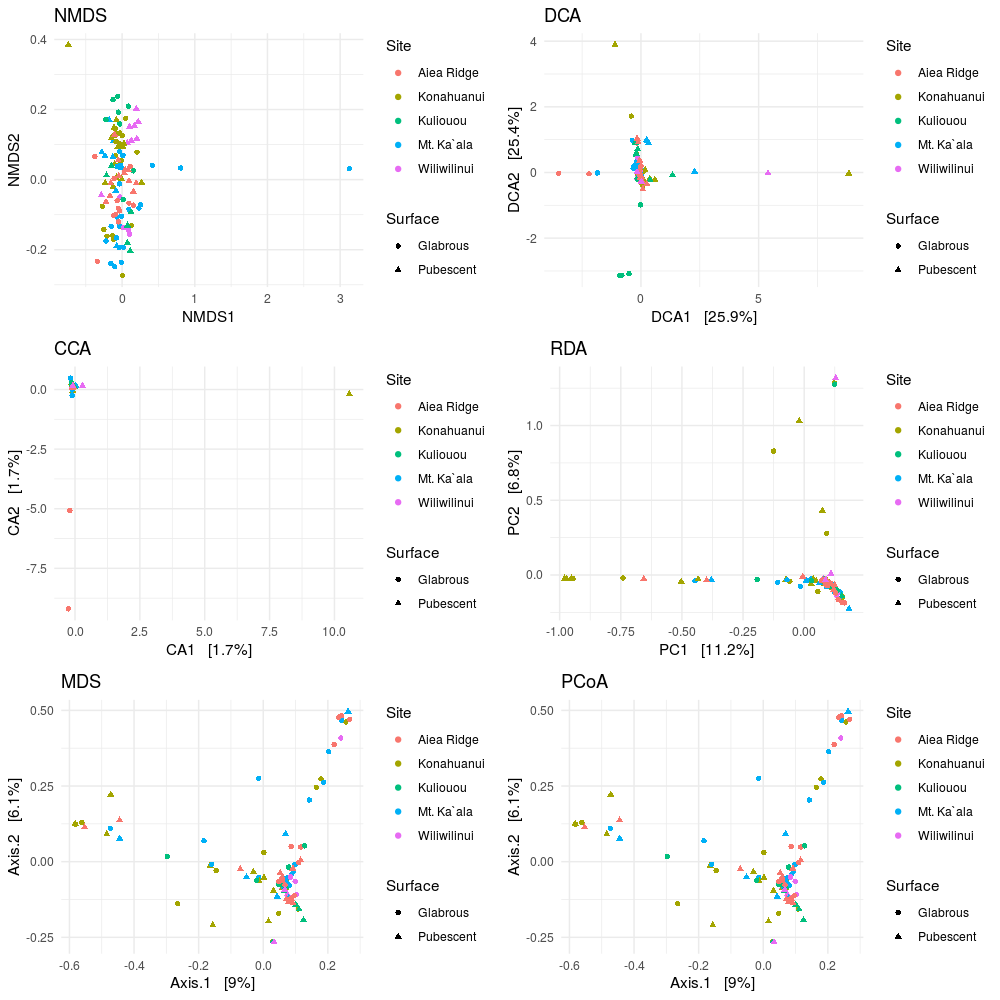 NMDS
0.4
0.2
0.0
-0.2
NMDS2
0
1
2
3
NMDS1
Site
Aiea Ridge
Konahuanui
Kuliouou
Mt. Ka`ala
Wiliwilinui
Surface
Glabrous
Pubescent
DCA
4
2
0
-2
DCA2 [25.4%]
0
5
DCA1 [25.9%]
Site
Aiea Ridge
Konahuanui
Kuliouou
Mt. Ka`ala
Wiliwilinui
Surface
Glabrous
Pubescent
CCA
0.0
-2.5
-5.0
-7.5
CA2 [1.7%]
0.0
2.5
5.0
7.5
10.0
CA1 [1.7%]
Site
Aiea Ridge
Konahuanui
Kuliouou
Mt. Ka`ala
Wiliwilinui
Surface
Glabrous
Pubescent
RDA
1.0
0.5
0.0
PC2 [6.8%]
-1.00
-0.75
-0.50
-0.25
0.00
PC1 [11.2%]
Site
Aiea Ridge
Konahuanui
Kuliouou
Mt. Ka`ala
Wiliwilinui
Surface
Glabrous
Pubescent
MDS
0.50
0.25
0.00
-0.25
Axis.2 [6.1%]
-0.6
-0.4
-0.2
0.0
0.2
Axis.1 [9%]
Site
Aiea Ridge
Konahuanui
Kuliouou
Mt. Ka`ala
Wiliwilinui
Surface
Glabrous
Pubescent
PCoA
0.50
0.25
0.00
-0.25
Axis.2 [6.1%]
-0.6
-0.4
-0.2
0.0
0.2
Axis.1 [9%]
Site
Aiea Ridge
Konahuanui
Kuliouou
Mt. Ka`ala
Wiliwilinui
Surface
Glabrous
Pubescent